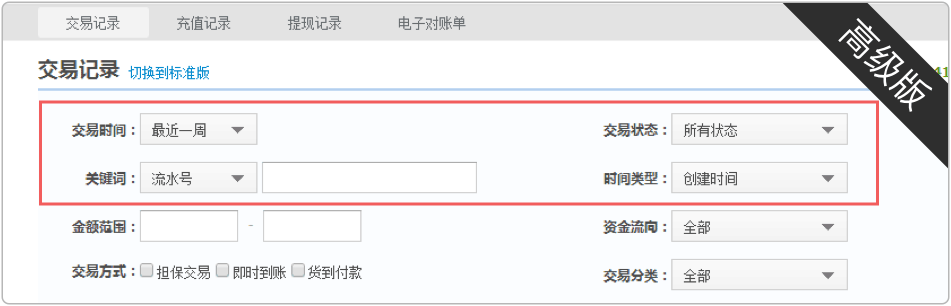 交易记录 充值记录 提现记录 电子对账单
交易记录 切换到标准版
高级版
41
交易时间: 最近一周 交易状态: 所有状态
关键词: 流水号 时间类型: 创建时间
金额范围: - 资金流向: 全部
交易方式: 担保交易 即时到账 货到付款 交易分类: 全部